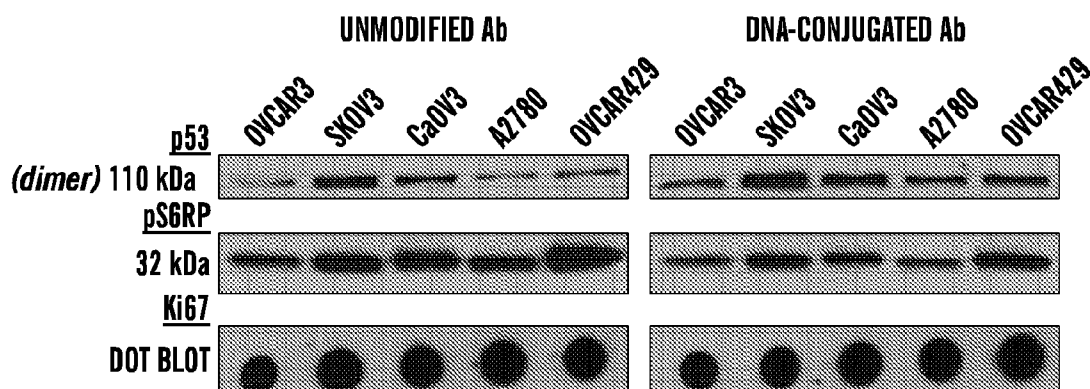 UNMODIFIED Ab DNA-CONJUGATED Ab
OVCAR3 SKOV3 CaOV3 A2780 OVCAR429 OVCAR3 SKOV3 CaOV3 A2780 OVCAR429
p53
(dimer) 110 kDa
pS6RP
32 kDa
Ki67
DOT BLOT